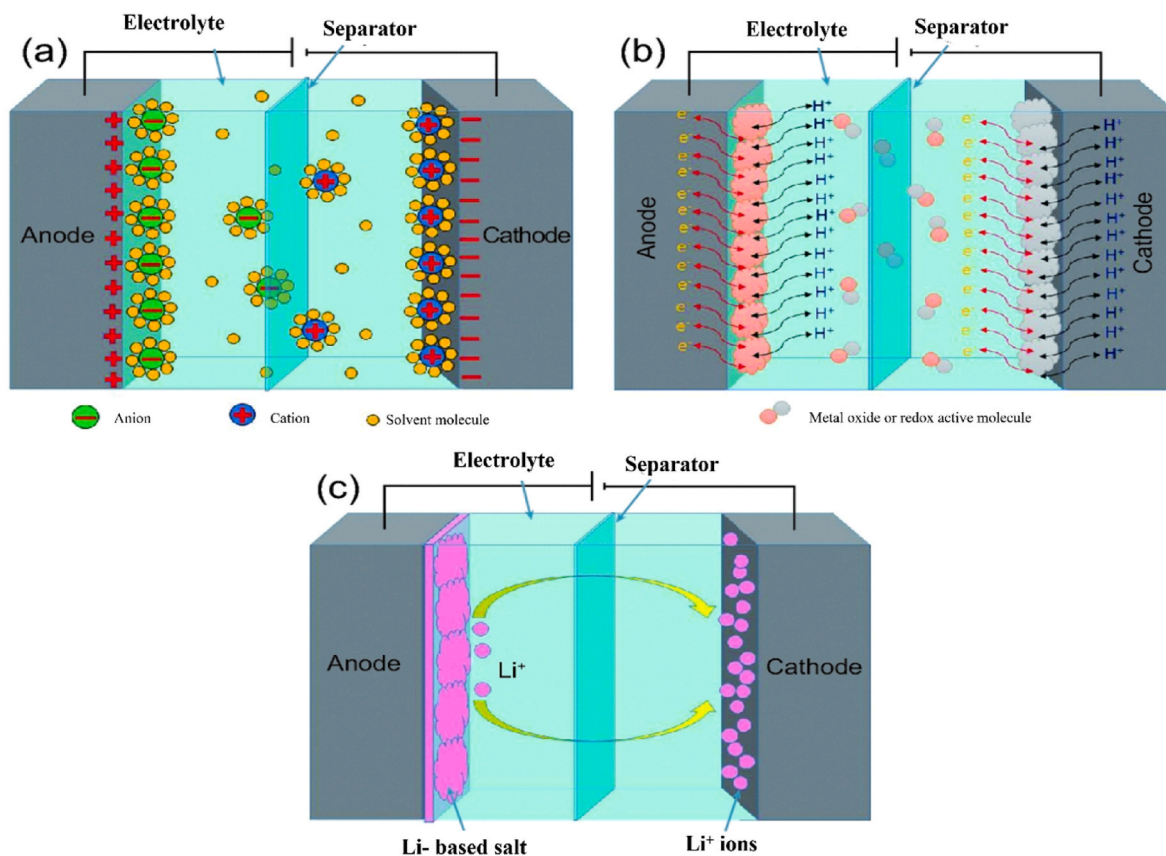 (a)
Electrolyte
Separator
Anode
Cathode
Anion
Cation
Solvent molecule
(b)
Electrolyte
Separator
Anode
e⁻
e⁻
e⁻
e⁻
e⁻
e⁻
e⁻
e⁻
e⁻
e⁻
e⁻
e⁻
H⁺
H⁺
H⁺
H⁺
H⁺
H⁺
H⁺
H⁺
H⁺
H⁺
H⁺
H⁺
H⁺
e⁻
e⁻
e⁻
e⁻
e⁻
e⁻
e⁻
e⁻
e⁻
e⁻
e⁻
e⁻
H⁺
H⁺
H⁺
H⁺
H⁺
H⁺
H⁺
H⁺
H⁺
H⁺
H⁺
H⁺
H⁺
Cathode
Metal oxide or redox active molecule
(c)
Electrolyte
Separator
Anode
Li⁺
Cathode
Li- based salt
Li⁺ ions